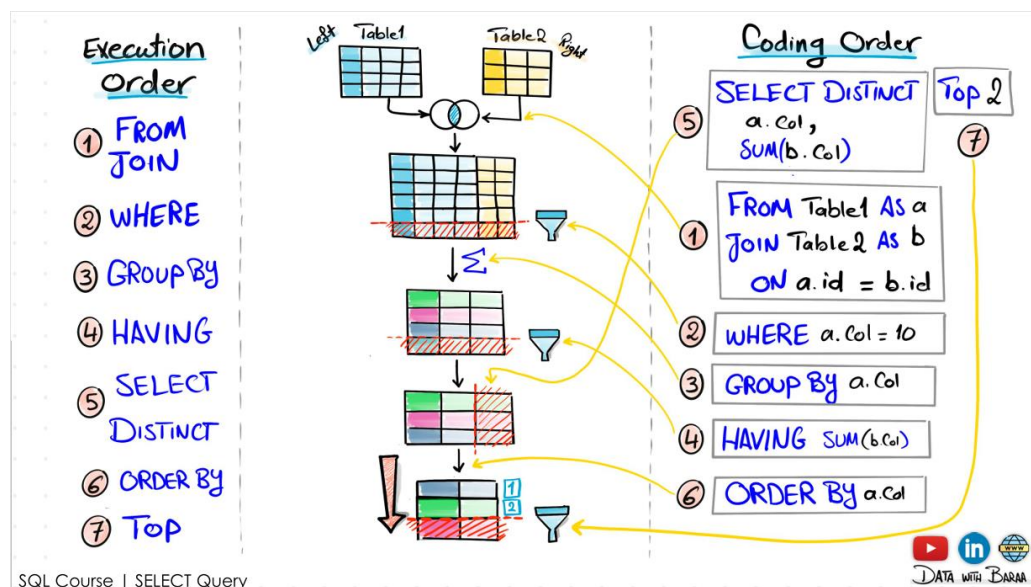 Execution
Order
1 FROM
JOIN
2 WHERE
3 GROUP BY
4 HAVING
5 SELECT
DISTINCT
6 ORDER BY
7 TOP
Left Table1
Table2 Right
Σ
1
2
Coding Order
5 SELECT DISTINCT
a.Col,
SUM(b.Col)
TOP 2
7
1 FROM Table1 AS a
JOIN Table2 AS b
ON a.id = b.id
2 WHERE a.Col = 10
3 GROUP BY a.Col
4 HAVING SUM(b.Col)
6 ORDER BY a.Col
in
WWW
DATA WITH BARAA
SQL Course | SELECT Query